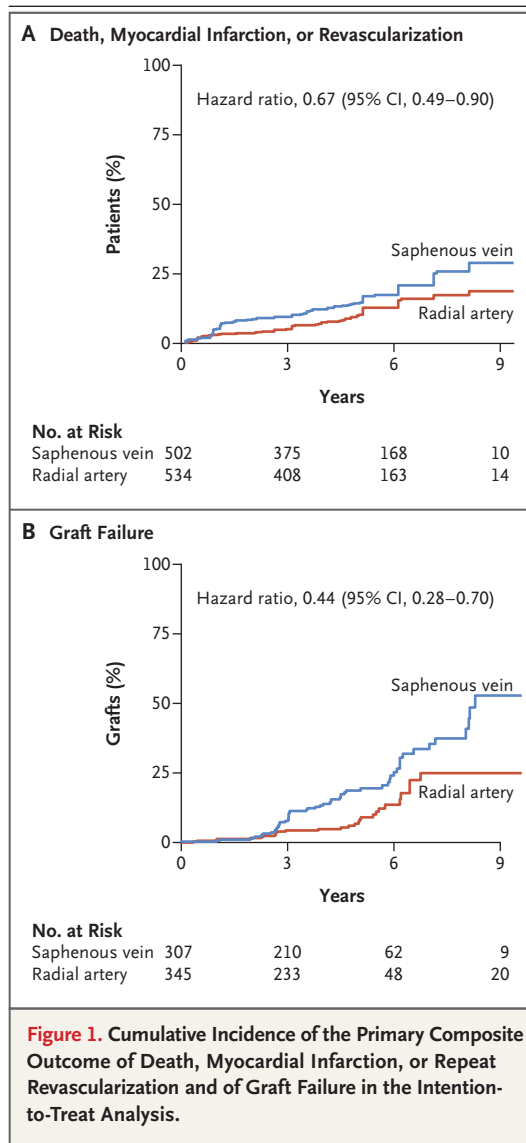 A Death, Myocardial Infarction, or Revascularization
100
75
50
25
0
Patients (%)
Hazard ratio, 0.67 (95% CI, 0.49–0.90)
Saphenous vein
Radial artery
0 3 6 9
Years
No. at Risk
Saphenous vein 502 375 168 10
Radial artery 534 408 163 14
B Graft Failure
100
75
50
25
0
Grafts (%)
Hazard ratio, 0.44 (95% CI, 0.28–0.70)
Saphenous vein
Radial artery
0 3 6 9
Years
No. at Risk
Saphenous vein 307 210 62 9
Radial artery 345 233 48 20
Figure 1. Cumulative Incidence of the Primary Composite
Outcome of Death, Myocardial Infarction, or Repeat
Revascularization and of Graft Failure in the Intention-
to-Treat Analysis.